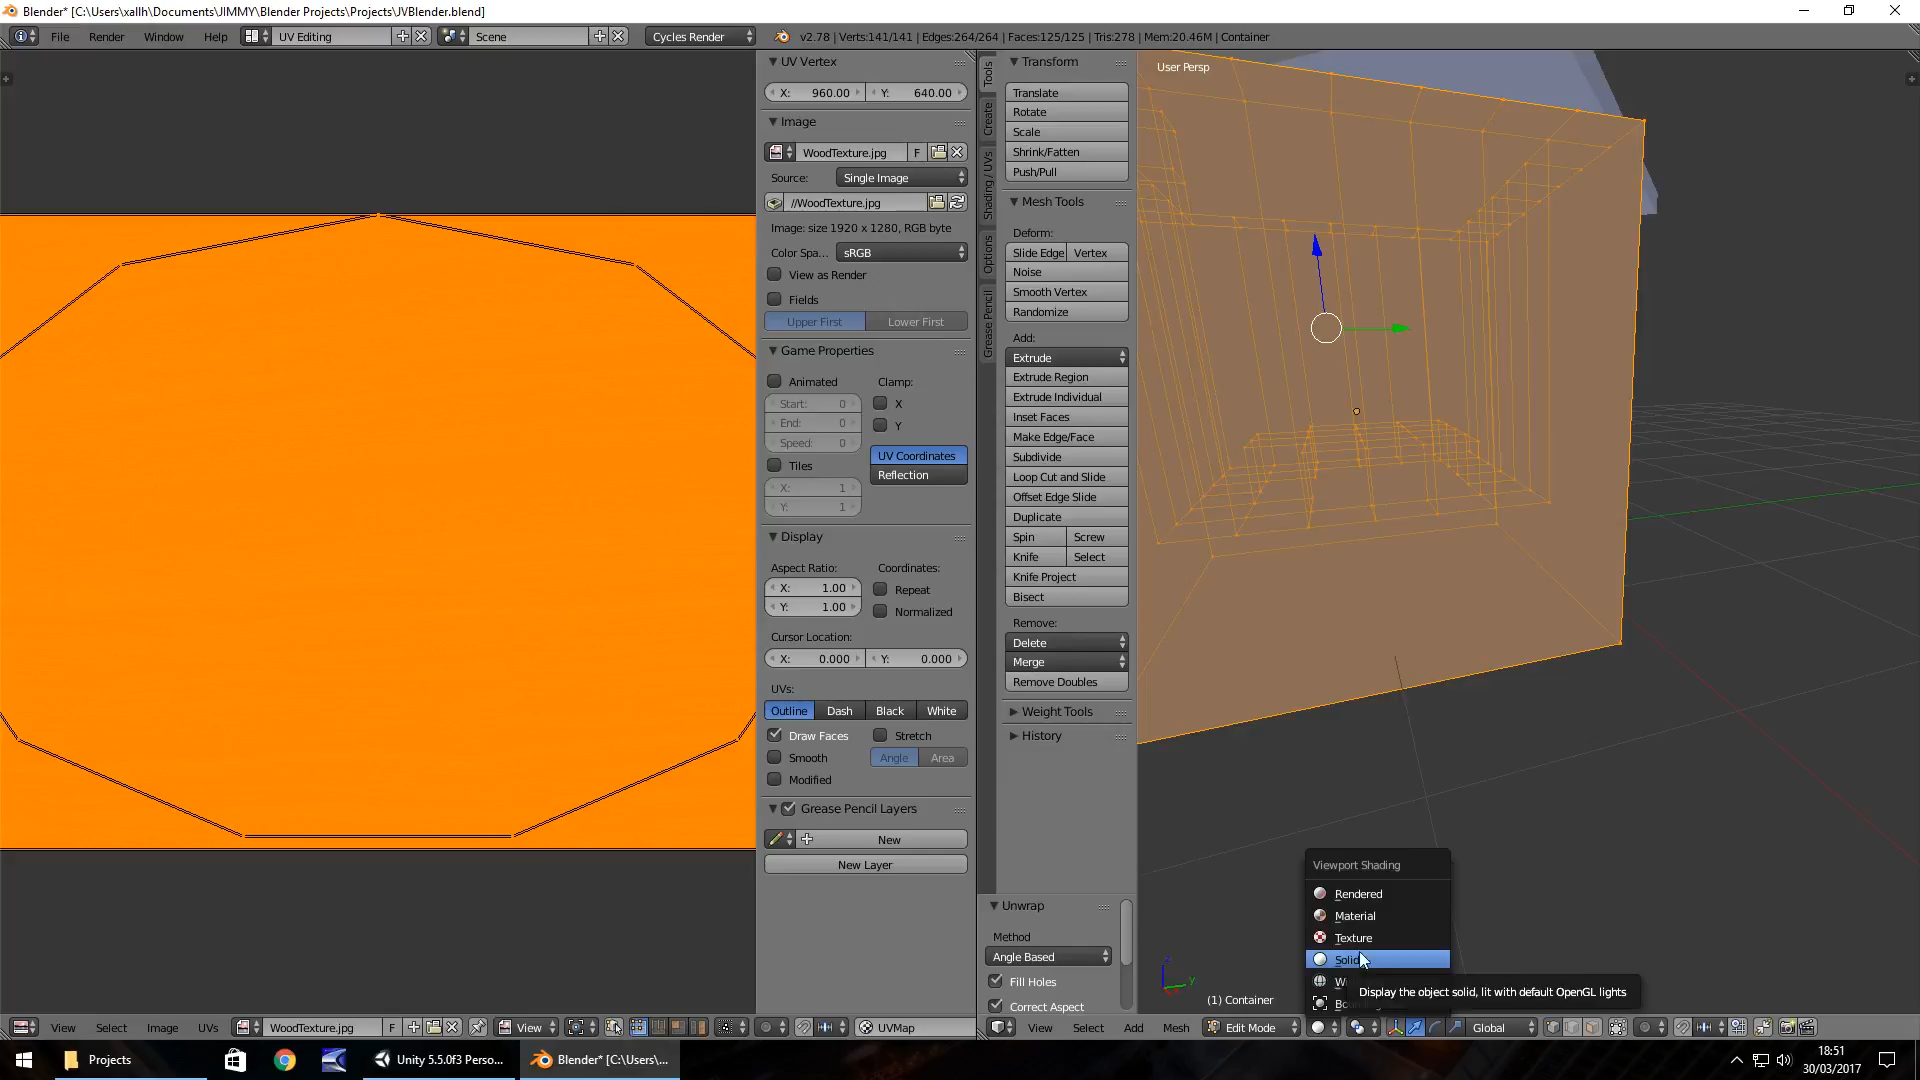 Blender* [C:\Users\xallh\Documents\JIMMY\Blender Projects\Projects\JVBlender.blend]
File Render Window Help UV Editing Scene Cycles Render v2.78 | Verts:141/141 | Edges:264/264 | Faces:125/125 | Tris:278 | Mem:20.46M | Container
UV Vertex
X: 960.00 Y: 640.00
Image
WoodTexture.jpg F
Source: Single Image
//WoodTexture.jpg
Image: size 1920 x 1280, RGB byte
Color Spa... sRGB
View as Render
Fields
Upper First Lower First
Game Properties
Animated Clamp:
Start: 0 X
End: 0 Y
Speed: 0
Tiles UV Coordinates
X: 1 Reflection
Y: 1
Display
Aspect Ratio: Coordinates:
X: 1.00 Repeat
Y: 1.00 Normalized
Cursor Location:
X: 0.000 Y: 0.000
UVs:
Outline Dash Black White
Draw Faces Stretch
Smooth Angle Area
Modified
Grease Pencil Layers
New
New Layer
Tools
Create
Shading / UVs
Options
Grease Pencil
Transform
Translate
Rotate
Scale
Shrink/Fatten
Push/Pull
Mesh Tools
Deform:
Slide Edge Vertex
Noise
Smooth Vertex
Randomize
Add:
Extrude
Extrude Region
Extrude Individual
Inset Faces
Make Edge/Face
Subdivide
Loop Cut and Slide
Offset Edge Slide
Duplicate
Spin Screw
Knife Select
Knife Project
Bisect
Remove:
Delete
Merge
Remove Doubles
Weight Tools
History
Unwrap
Method
Angle Based
Fill Holes
Correct Aspect
User Persp
Viewport Shading
Rendered
Material
Texture
Solid
W
Bo
Display the object solid, lit with default OpenGL lights
z
y
(1) Container
View Select Image UVs WoodTexture.jpg F View UVMap
View Select Add Mesh Edit Mode Global
Projects Unity 5.5.0f3 Perso... Blender* [C:\Users\...
18:51
30/03/2017